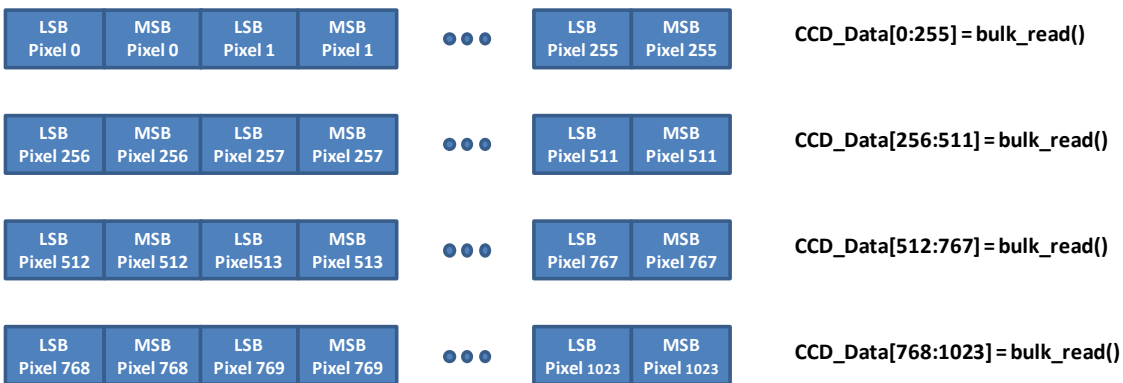 LSB MSB LSB MSB LSB MSB CCD_Data[0:255] = bulk_read()
Pixel 0 Pixel 0 Pixel 1 Pixel 1 Pixel 255 Pixel 255
LSB MSB LSB MSB LSB MSB CCD_Data[256:511] = bulk_read()
Pixel 256 Pixel 256 Pixel 257 Pixel 257 Pixel 511 Pixel 511
LSB MSB LSB MSB LSB MSB CCD_Data[512:767] = bulk_read()
Pixel 512 Pixel 512 Pixel513 Pixel 513 Pixel 767 Pixel 767
LSB MSB LSB MSB LSB MSB CCD_Data[768:1023] = bulk_read()
Pixel 768 Pixel 768 Pixel 769 Pixel 769 Pixel 1023 Pixel 1023